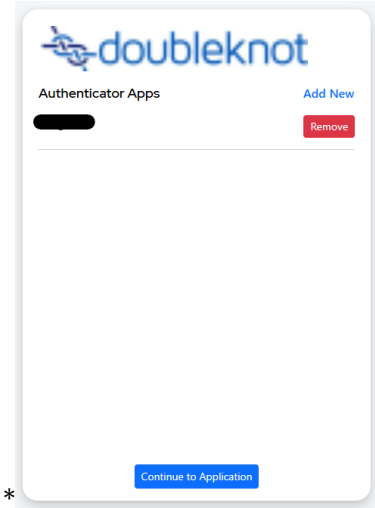 doubleknot
Authenticator Apps Add New
Remove
Continue to Application
*